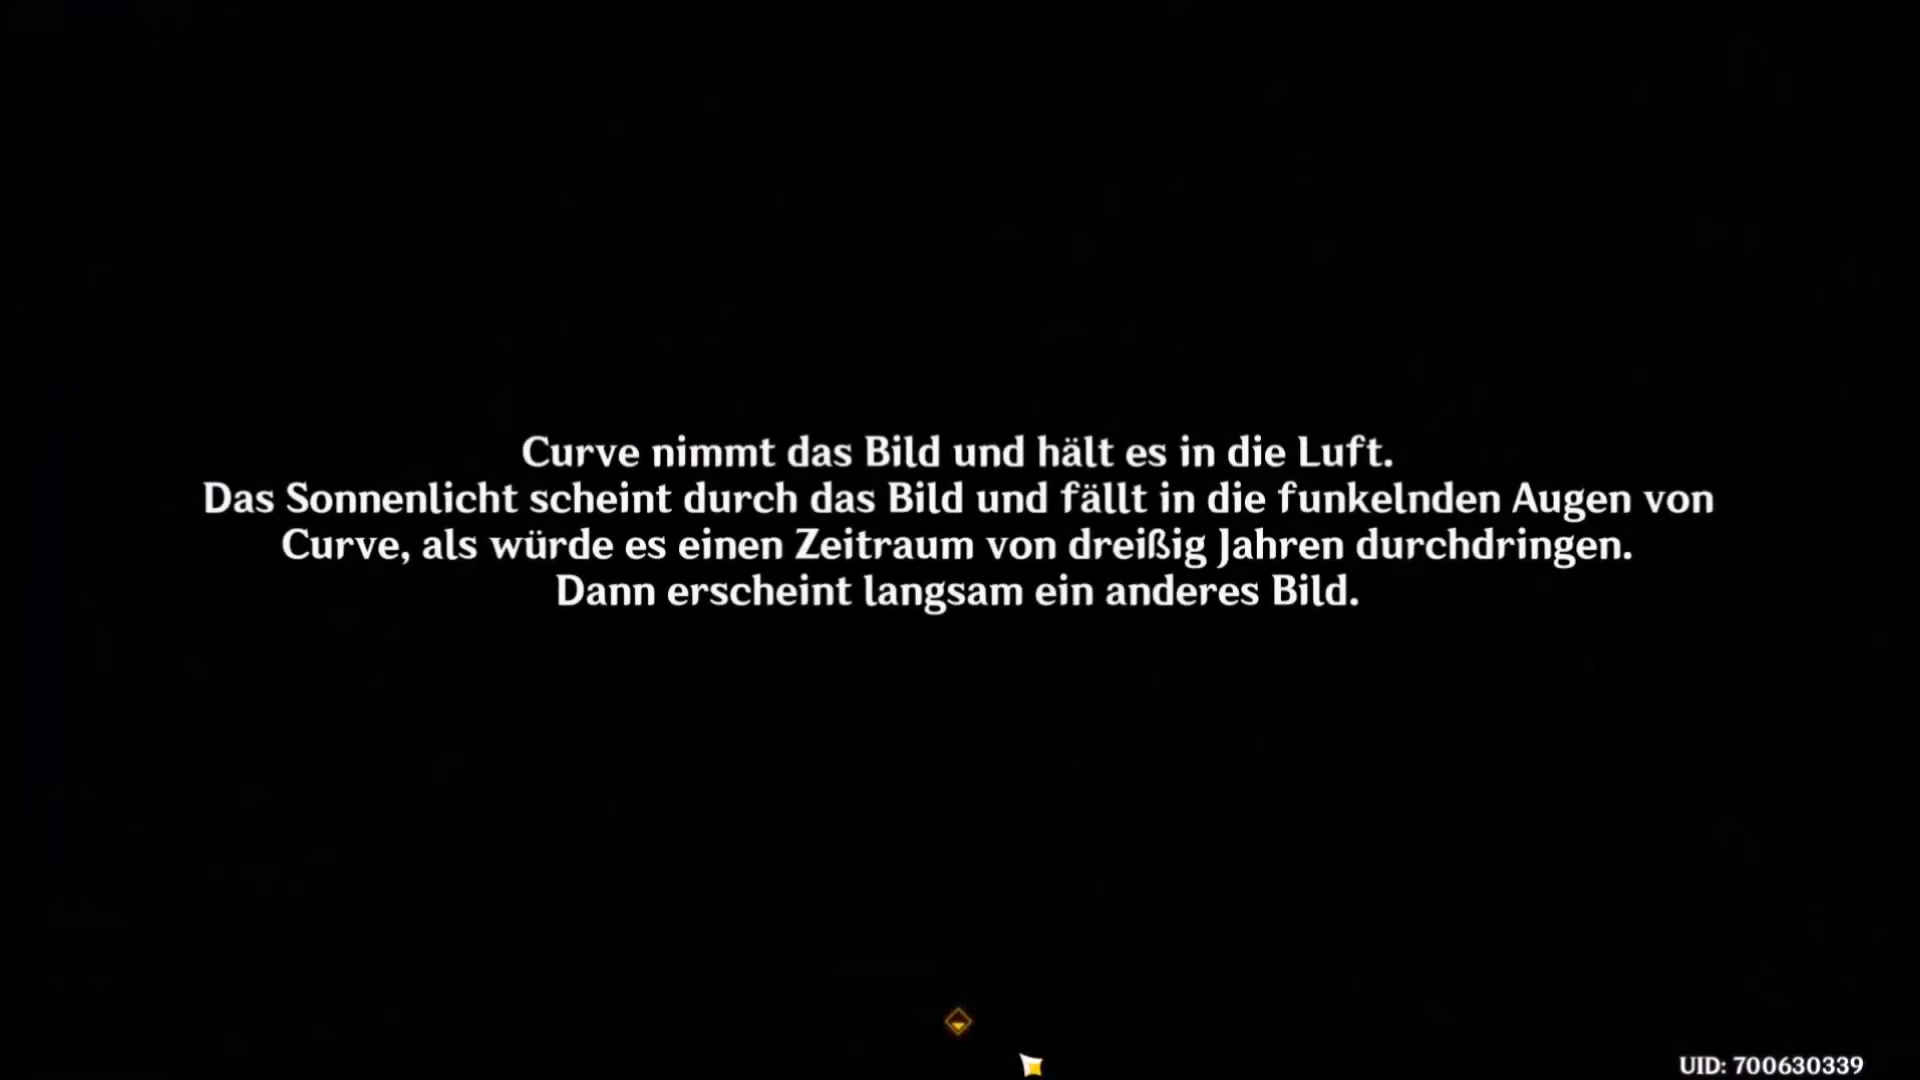 Curve nimmt das Bild und hält es in die Luft.
Das Sonnenlicht scheint durch das Bild und fällt in die funkelnden Augen von
Curve, als würde es einen Zeitraum von dreißig Jahren durchdringen.
Dann erscheint langsam ein anderes Bild.
UID: 700630339